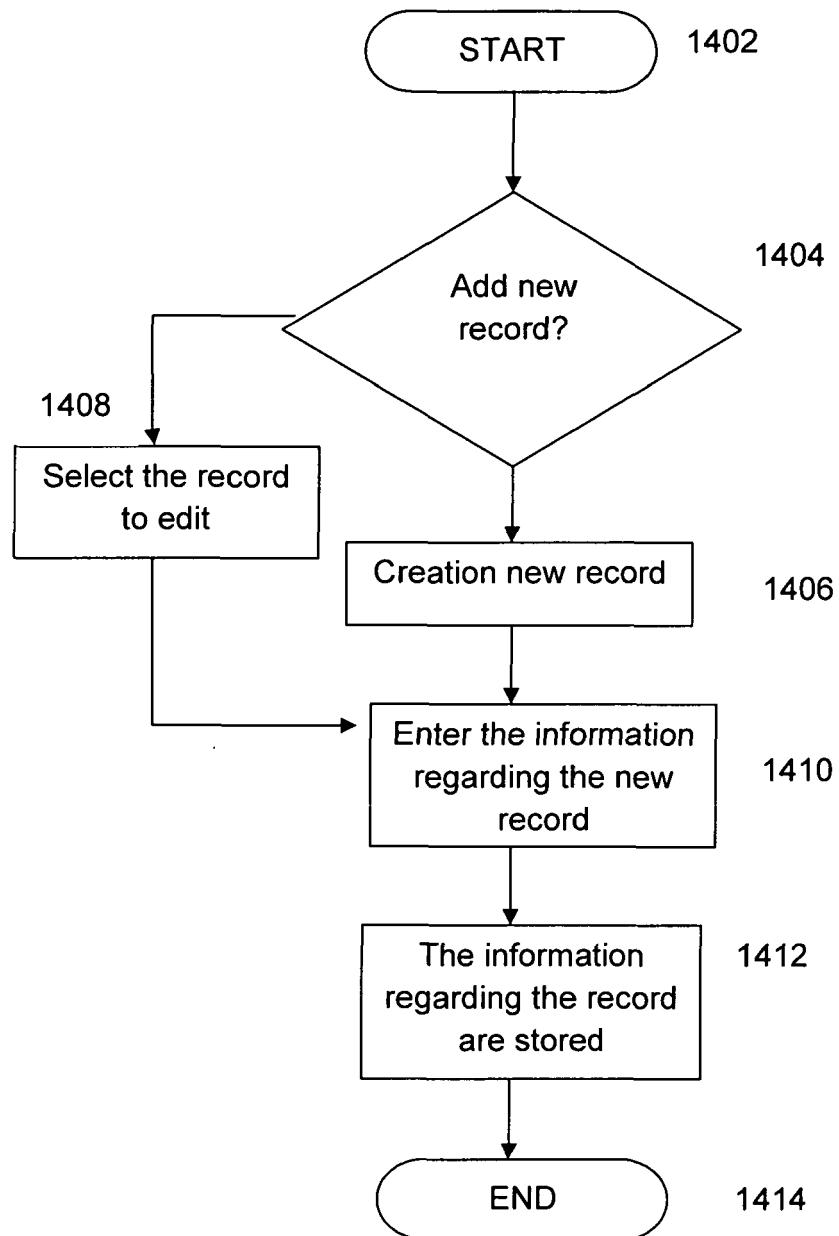 START
1402
1404
Add new
record?
1408
Select the record
to edit
Creation new record
1406
Enter the information
regarding the new
record
1410
The information
regarding the record
are stored
1412
END
1414